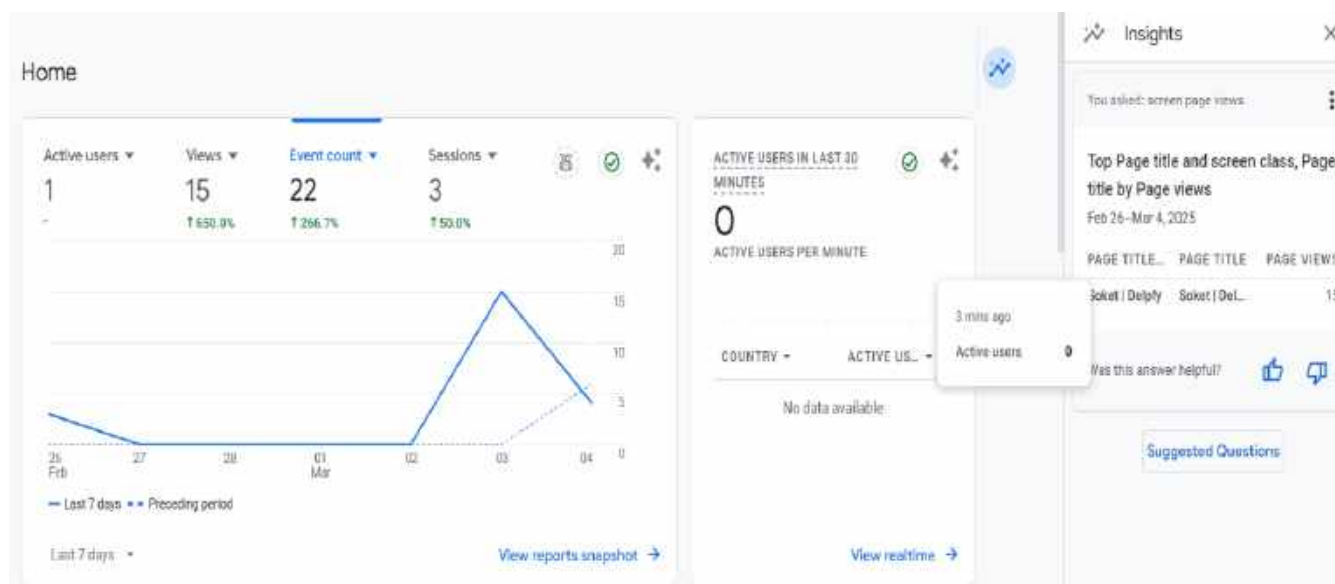 Home
Active users Views Event count Sessions
1 15 22 3
- ↑ 650.0% ↑ 266.7% ↑ 50.0%
20
15
10
5
0
26 27 28 01 02 03 04
Feb Mar
Last 7 days Preceding period
Last 7 days View reports snapshot →
ACTIVE USERS IN LAST 30
MINUTES
0
ACTIVE USERS PER MINUTE
COUNTRY ACTIVE US...
No data available
View realtime →
3 mins ago
Active users 0
Insights
You asked: screen page views
Top Page title and screen class, Page
title by Page views
Feb 26–Mar 4, 2025
PAGE TITLE... PAGE TITLE PAGE VIEWS
Soket | Delpfy Soket | Del... 15
Was this answer helpful?
Suggested Questions